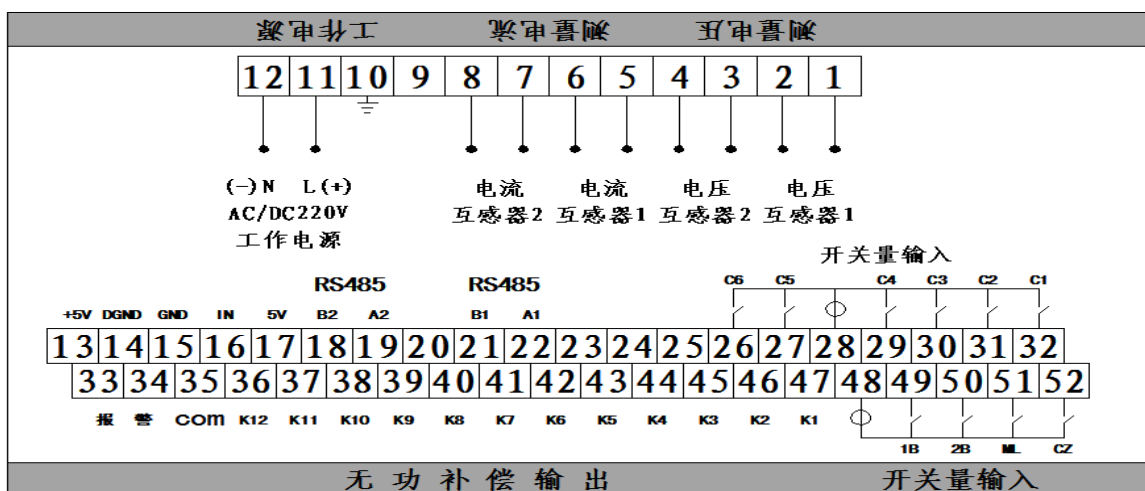 工作电源 测量电流 测量电压
12 11 10 9 8 7 6 5 4 3 2 1
(-)N L(+) 电流 电流 电压 电压
AC/DC220V 互感器2 互感器1 互感器2 互感器1
工作电源
开关量输入
RS485 RS485 C6 C5 C4 C3 C2 C1
+5V DGND GND IN 5V B2 A2 B1 A1
13 14 15 16 17 18 19 20 21 22 23 24 25 26 27 28 29 30 31 32
33 34 35 36 37 38 39 40 41 42 43 44 45 46 47 48 49 50 51 52
报 警 COM K12 K11 K10 K9 K8 K7 K6 K5 K4 K3 K2 K1
1B 2B ML CZ
无功补偿输出 开关量输入